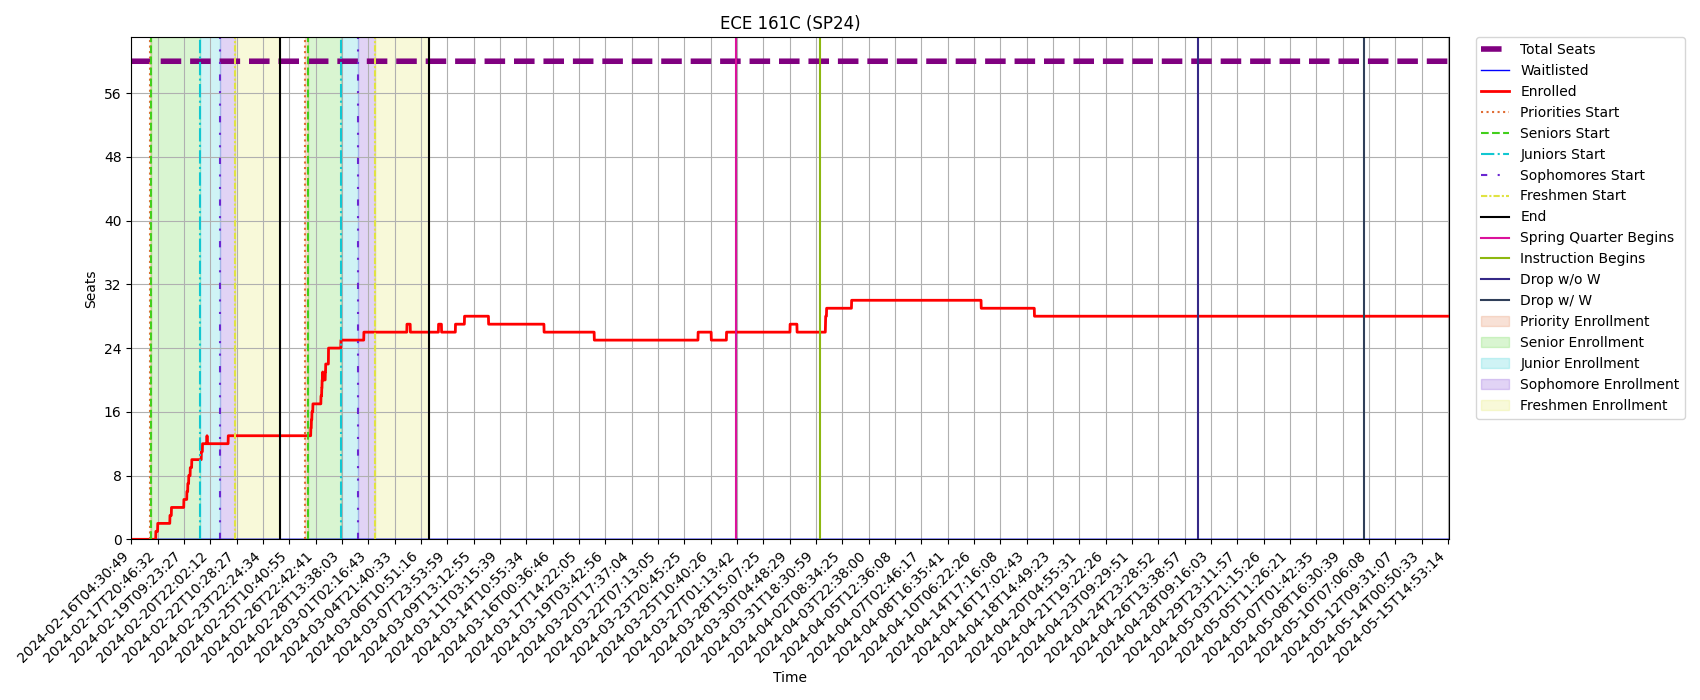 ECE 161C (SP24)
Total Seats
Waitlisted
Enrolled
Priorities Start
Seniors Start
Juniors Start
Sophomores Start
Freshmen Start
End
Spring Quarter Begins
Instruction Begins
Drop w/o W
Drop w/ W
Priority Enrollment
Senior Enrollment
Junior Enrollment
Sophomore Enrollment
Freshmen Enrollment
Seats
56
48
40
32
24
16
8
0
2024-02-16T04:30:49
2024-02-17T20:46:32
2024-02-19T09:23:27
2024-02-20T22:02:12
2024-02-22T10:28:27
2024-02-23T22:24:34
2024-02-25T10:40:55
2024-02-26T22:42:41
2024-02-28T13:38:03
2024-03-01T02:16:43
2024-03-04T21:40:33
2024-03-06T10:51:16
2024-03-07T23:53:59
2024-03-11T03:12:55
2024-03-13T03:15:39
2024-03-14T10:55:34
2024-03-16T00:36:46
2024-03-17T14:22:05
2024-03-19T03:42:56
2024-03-20T17:37:04
2024-03-22T07:13:05
2024-03-23T20:45:25
2024-03-25T10:40:26
2024-03-27T01:13:42
2024-03-28T15:07:25
2024-03-30T04:48:29
2024-03-31T18:30:59
2024-04-02T08:34:25
2024-04-03T22:38:00
2024-04-05T12:36:08
2024-04-07T02:46:17
2024-04-08T16:35:41
2024-04-10T06:22:26
2024-04-14T17:16:08
2024-04-16T17:02:43
2024-04-18T14:49:23
2024-04-20T04:55:31
2024-04-21T19:22:26
2024-04-23T09:29:51
2024-04-24T23:28:52
2024-04-26T13:38:57
2024-04-28T09:16:03
2024-04-29T23:11:57
2024-05-03T21:15:26
2024-05-05T11:26:21
2024-05-07T01:42:35
2024-05-08T16:30:39
2024-05-10T07:06:08
2024-05-12T09:31:07
2024-05-14T00:50:33
2024-05-15T14:53:14
Time